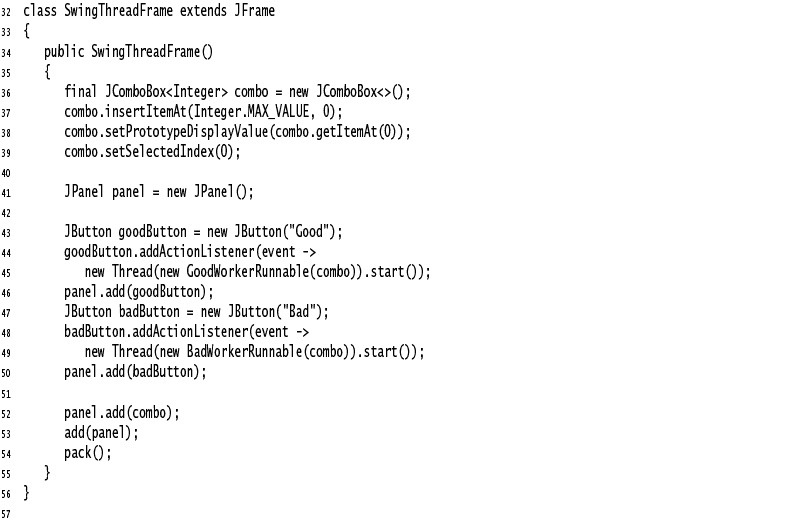 32 class SwingThreadFrame extends JFrame
33 {
34    public SwingThreadFrame()
35    {
36       final JComboBox<Integer> combo = new JComboBox<>();
37       combo.insertItemAt(Integer.MAX_VALUE, 0);
38       combo.setPrototypeDisplayValue(combo.getItemAt(0));
39       combo.setSelectedIndex(0);
40
41       JPanel panel = new JPanel();
42
43       JButton goodButton = new JButton("Good");
44       goodButton.addActionListener(event ->
45          new Thread(new GoodWorkerRunnable(combo)).start());
46       panel.add(goodButton);
47       JButton badButton = new JButton("Bad");
48       badButton.addActionListener(event ->
49          new Thread(new BadWorkerRunnable(combo)).start());
50       panel.add(badButton);
51
52       panel.add(combo);
53       add(panel);
54       pack();
55    }
56 }
57